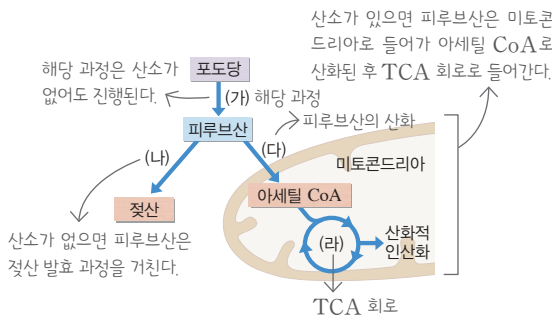 산소가 있으면 피루브산은 미토콘
드리아로 들어가 아세틸 CoA로
산화된 후 TCA 회로로 들어간다.
해당 과정은 산소가
없어도 진행된다.
포도당
(가) 해당 과정
피루브산
피루브산의 산화
(나)
(다)
미토콘드리아
젖산
아세틸 CoA
산소가 없으면 피루브산은
젖산 발효 과정을 거친다.
(라)
산화적
인산화
TCA 회로